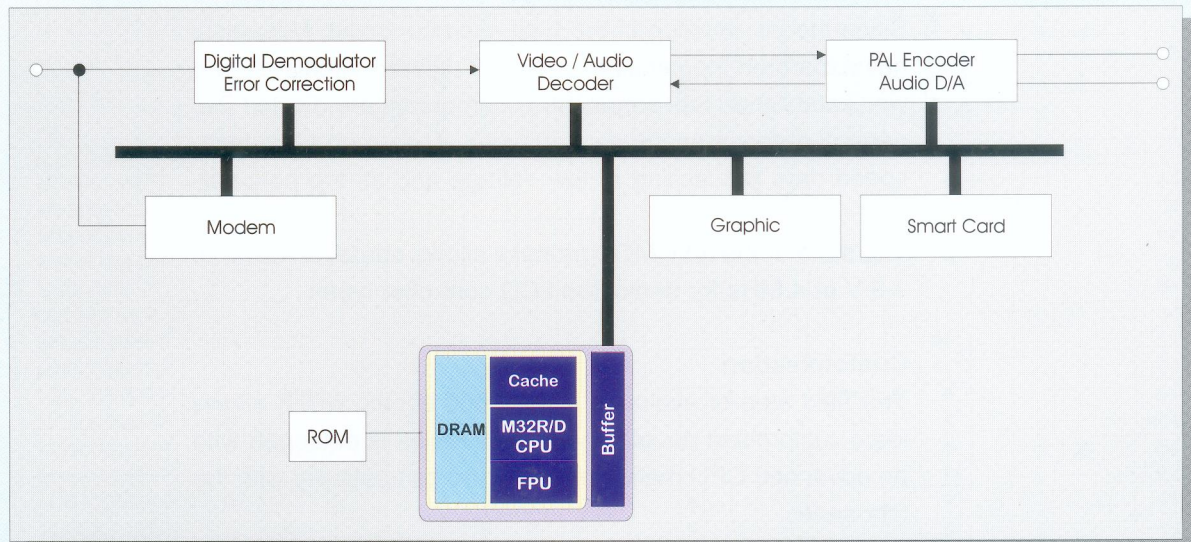 Digital Demodulator
Error Correction
Video / Audio
Decoder
PAL Encoder
Audio D/A
Modem
Graphic
Smart Card
ROM
DRAM
Cache
M32R/D
CPU
FPU
Buffer